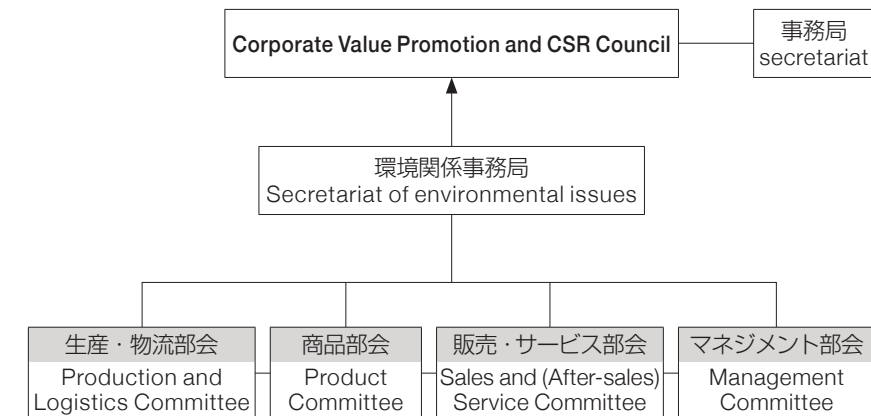 Corporate Value Promotion and CSR Council
事務局
secretariat
環境関係事務局
Secretariat of environmental issues
生産・物流部会
Production and
Logistics Committee
商品部会
Product
Committee
販売・サービス部会
Sales and (After-sales)
Service Committee
マネジメント部会
Management
Committee